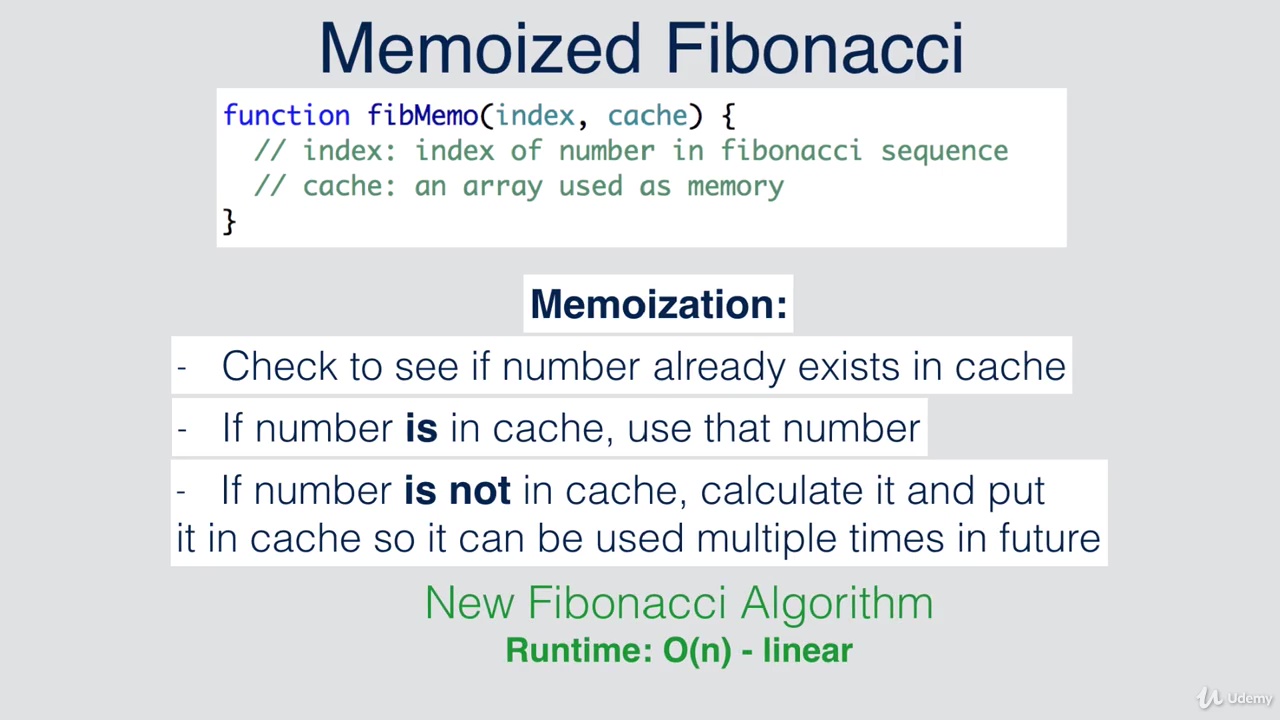 Memoized Fibonacci
function fibMemo(index, cache) {
// index: index of number in fibonacci sequence
// cache: an array used as memory
}
Memoization:
- Check to see if number already exists in cache
- If number is in cache, use that number
- If number is not in cache, calculate it and put
it in cache so it can be used multiple times in future
New Fibonacci Algorithm
Runtime: O(n) - linear
Udemy